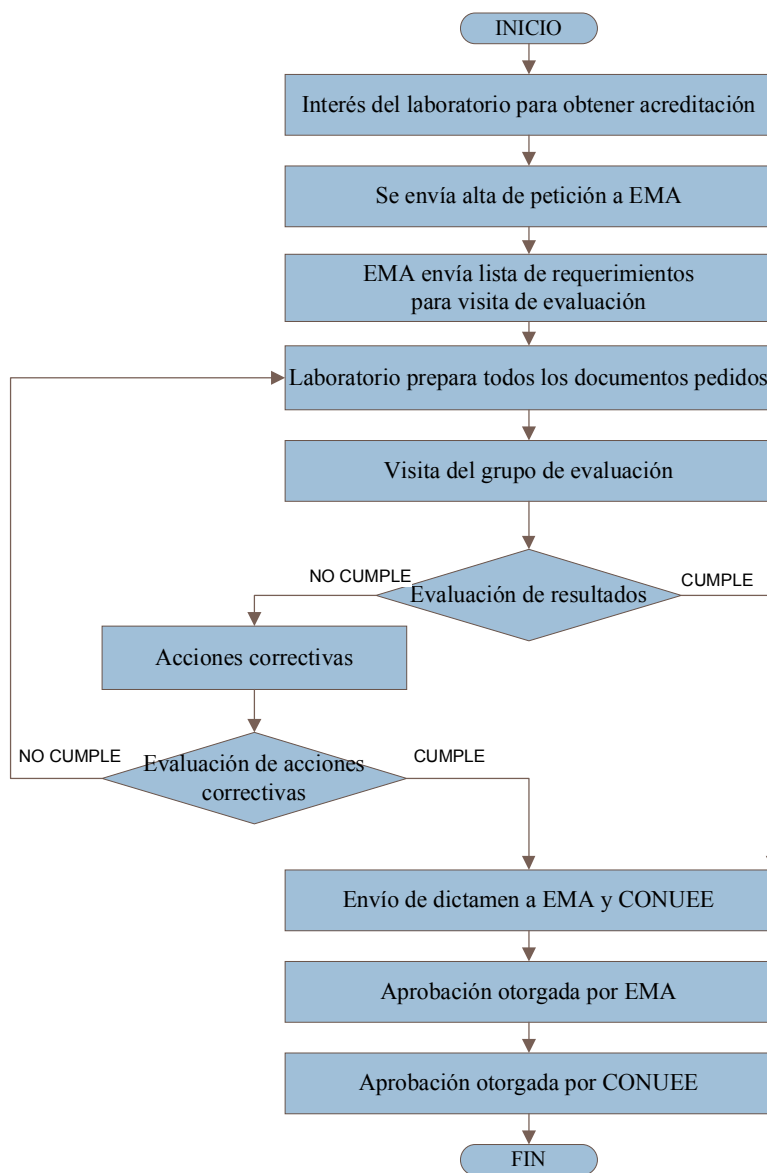 INICIO
Interés del laboratorio para obtener acreditación
Se envía alta de petición a EMA
EMA envía lista de requerimientos
para visita de evaluación
Laboratorio prepara todos los documentos pedidos
Visita del grupo de evaluación
NO CUMPLE
Evaluación de resultados
CUMPLE
Acciones correctivas
NO CUMPLE
Evaluación de acciones
correctivas
CUMPLE
Envío de dictamen a EMA y CONUEE
Aprobación otorgada por EMA
Aprobación otorgada por CONUEE
FIN